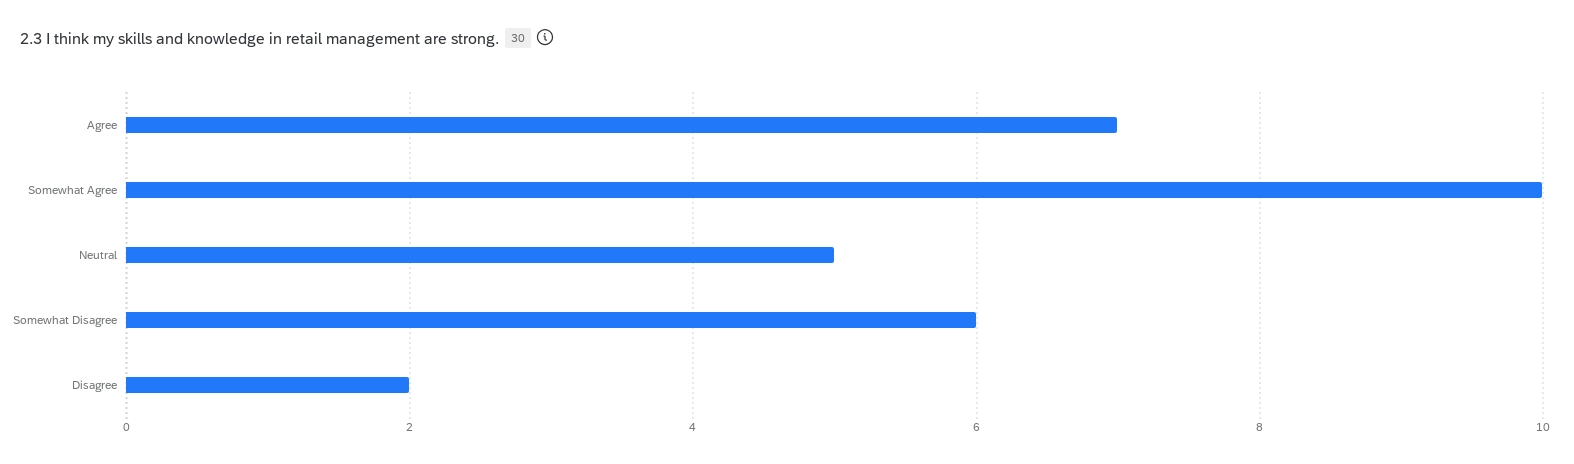 2.3 I think my skills and knowledge in retail management are strong. 30
Agree
Somewhat Agree
Neutral
Somewhat Disagree
Disagree
0 2 4 6 8 10